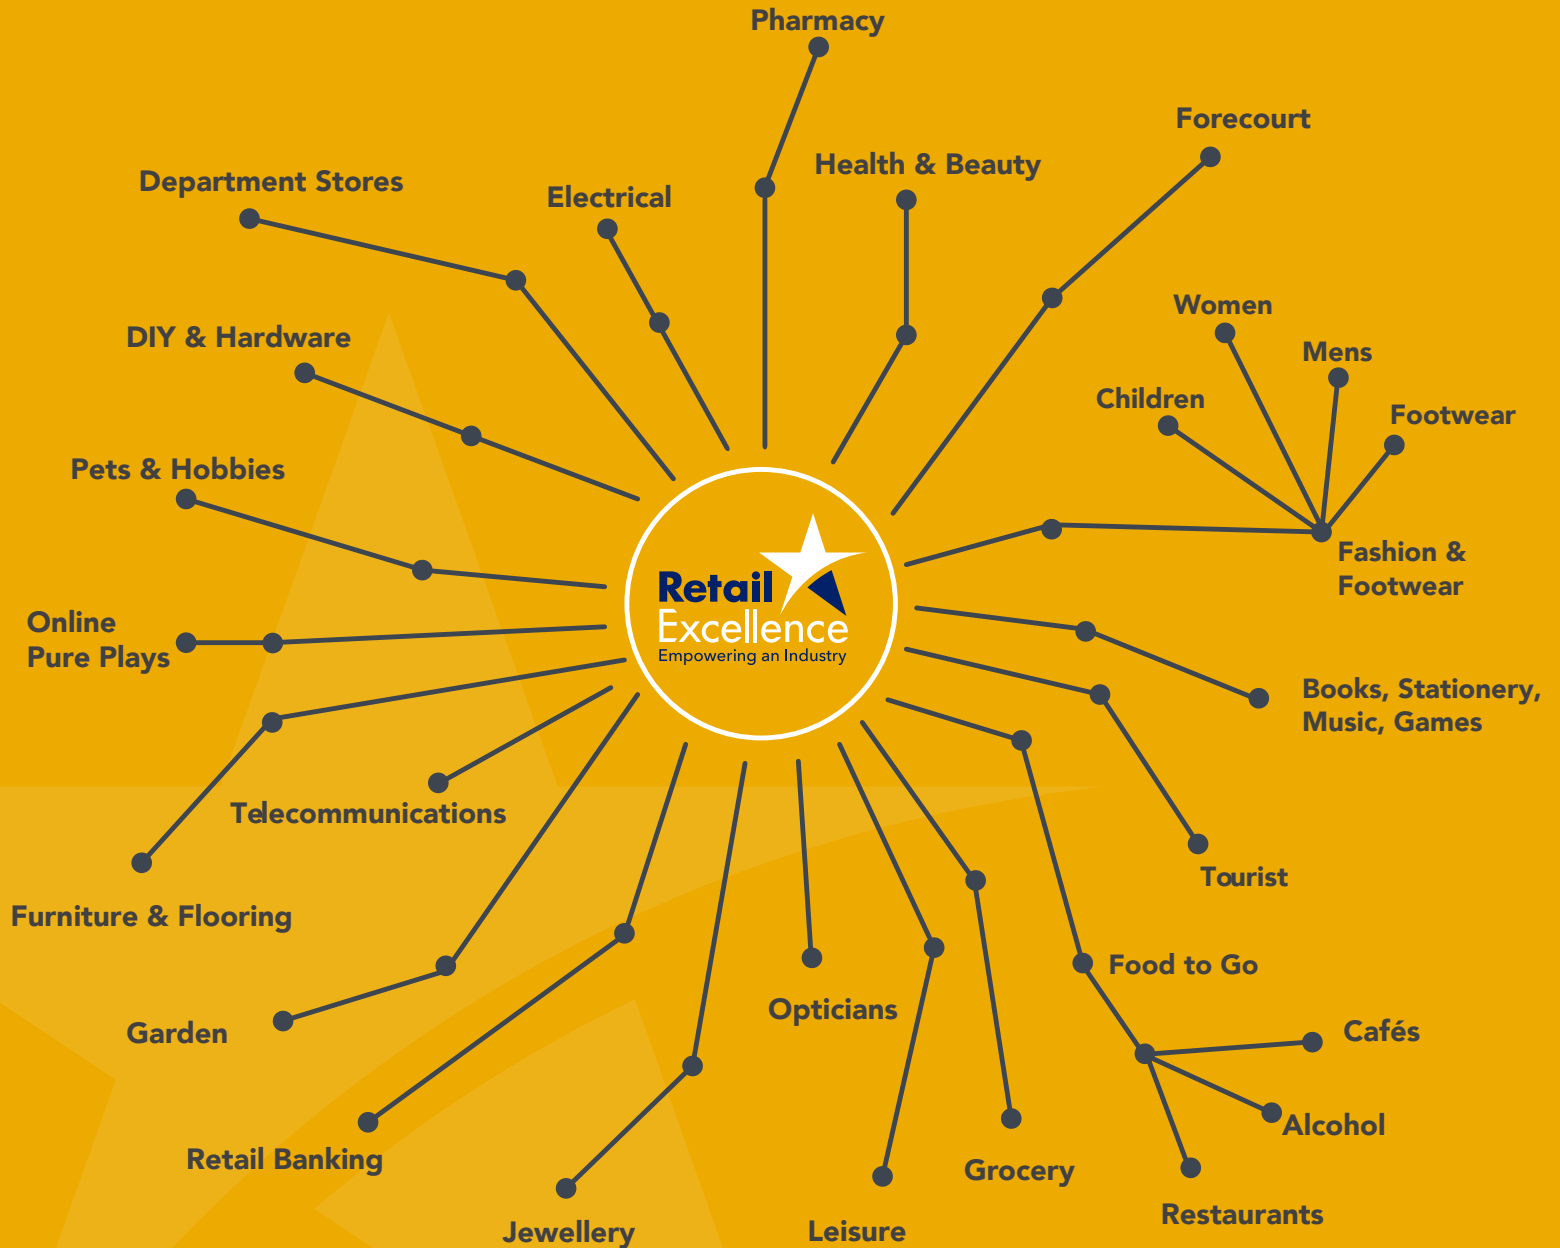 Pharmacy
Forecourt
Health & Beauty
Department Stores
Electrical
Women
DIY & Hardware
Mens
Children
Footwear
Pets & Hobbies
Fashion &
Footwear
Retail
Excellence
Empowering an Industry
Online
Pure Plays
Books, Stationery,
Music, Games
Telecommunications
Tourist
Furniture & Flooring
Food to Go
Opticians
Garden
Cafés
Alcohol
Retail Banking
Grocery
Restaurants
Jewellery
Leisure